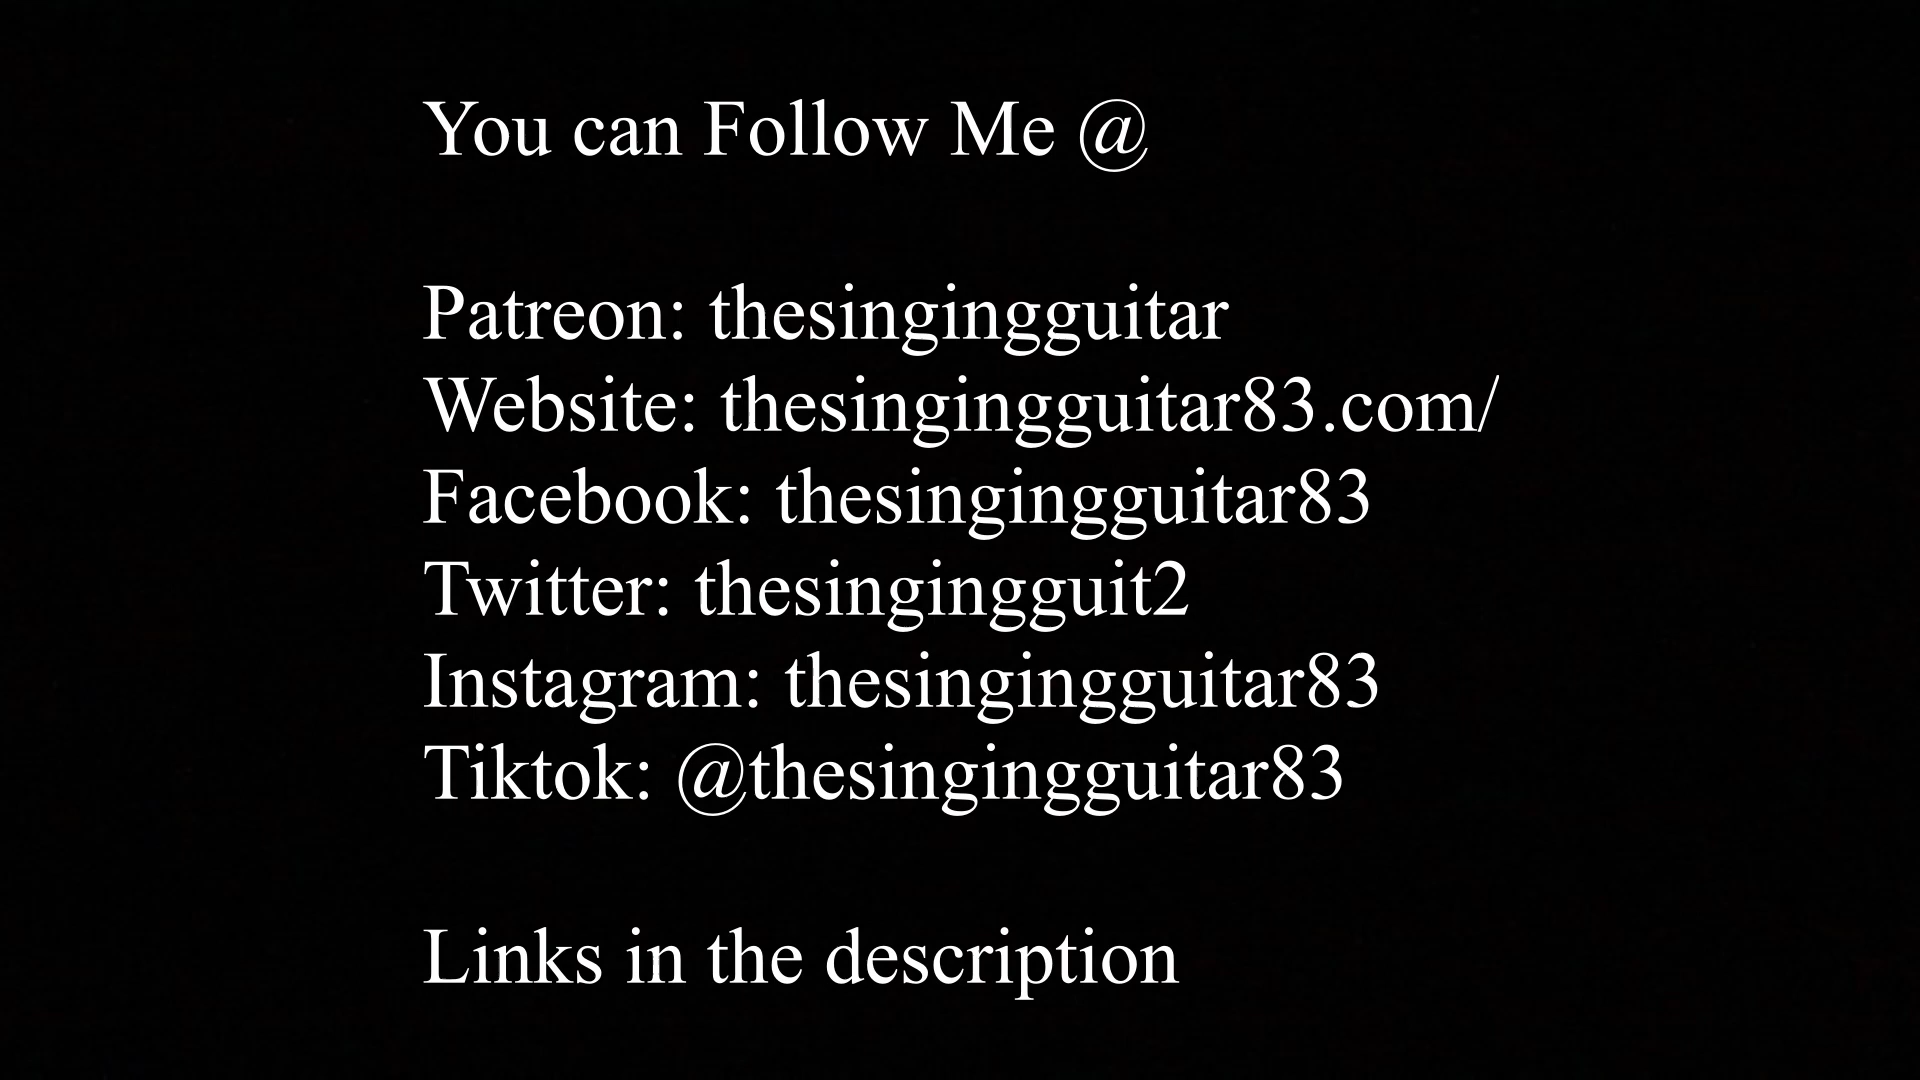 You can Follow Me @
Patreon: thesingingguitar
Website: thesingingguitar83.com/
Facebook: thesingingguitar83
Twitter: thesingingguit2
Instagram: thesingingguitar83
Tiktok: @thesingingguitar83
Links in the description